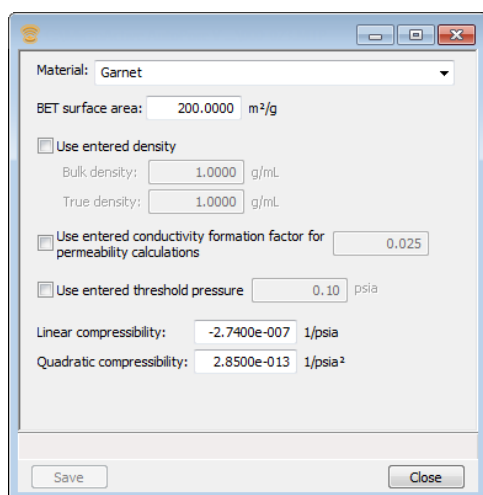 Material: Garnet
BET surface area: 200.0000 m²/g
Use entered density
Bulk density: 1.0000 g/mL
True density: 1.0000 g/mL
Use entered conductivity formation factor for
permeability calculations 0.025
Use entered threshold pressure 0.10 psia
Linear compressibility: -2.7400e-007 1/psia
Quadratic compressibility: 2.8500e-013 1/psia²
Save Close